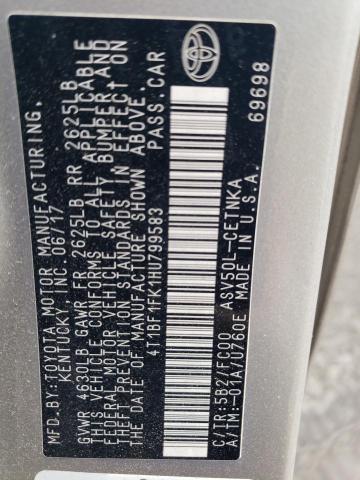 MFD.BY:TOYOTA MOTOR MANUFACTURING,
KENTUCKY, INC 06/17
GVWR 4630LB GAWR FR 2625LB RR 2625LB
THIS VEHICLE CONFORMS TO ALL APPLICABLE
FEDERAL MOTOR VEHICLE SAFETY BUMPER, AND
THEFT PREVENTION STANDARDS IN EFFECT ON
THE DATE OF MANUFACTURE SHOWN ABOVE.
4T1BF1FK1HU799583 PASS.CAR
C/TR:5B2/FC00 ASV50L-CETNKA
A/TM:-01A/U760E MADE IN U.S.A.
69698